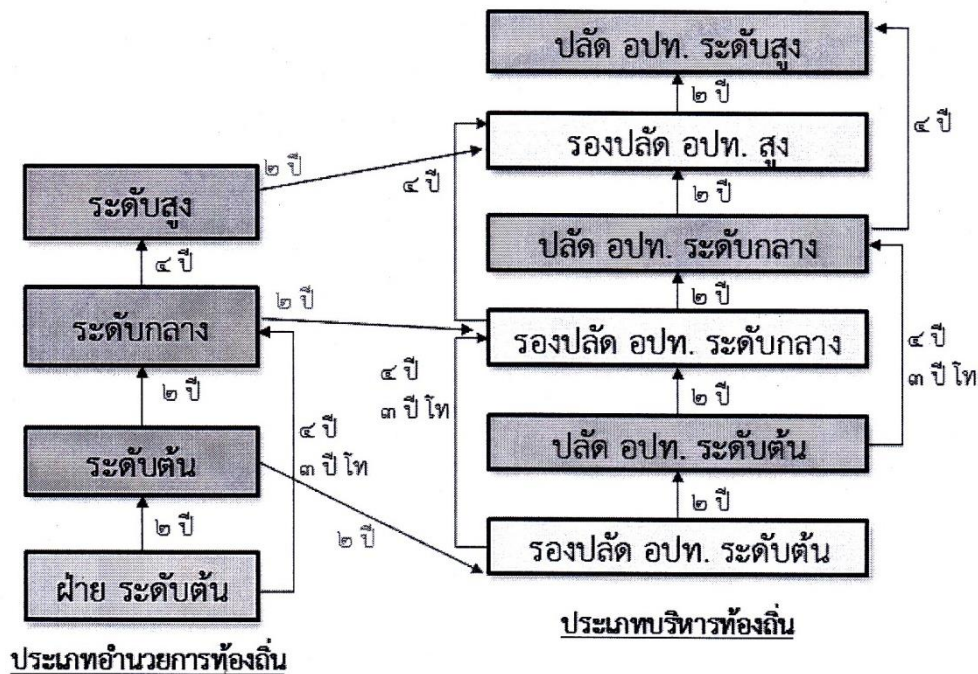 ปลัด อปท. ระดับสูง
๒ ปี
๔ ปี
รองปลัด อปท. สูง
๒ ปี
๔ ปี
ระดับสูง
๒ ปี
ปลัด อปท. ระดับกลาง
๔ ปี
๒ ปี
ระดับกลาง
๒ ปี
รองปลัด อปท. ระดับกลาง
๔ ปี
๓ ปี โท
๔ ปี
๓ ปี โท
๒ ปี
๒ ปี
ปลัด อปท. ระดับต้น
ระดับต้น
๔ ปี
๓ ปี โท
๒ ปี
๒ ปี
๒ ปี
รองปลัด อปท. ระดับต้น
ฝ่าย ระดับต้น
ประเภทบริหารท้องถิ่น
ประเภทอำนวยการท้องถิ่น